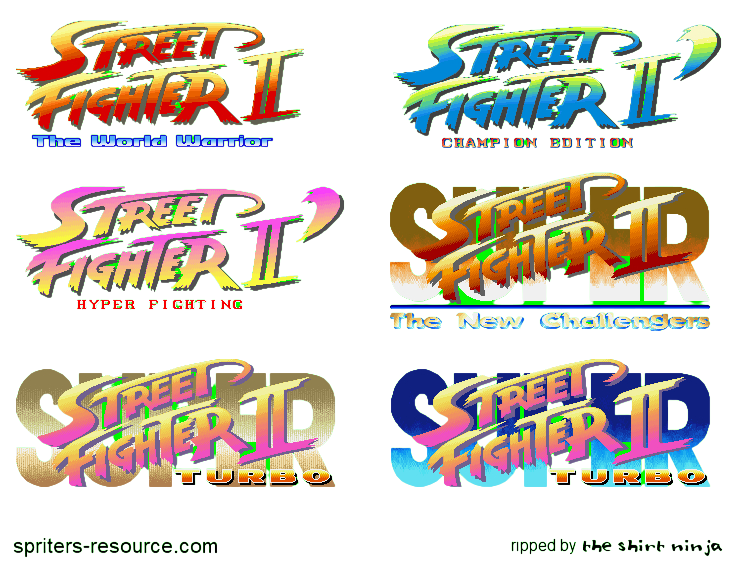 STREET
FIGHTER II
The World Warrior
STREET
FIGHTER II'
CHAMPION EDITION
STREET
FIGHTER II'
HYPER FIGHTING
SUPER
STREET
FIGHTER II
The New Challengers
SUPER
STREET
FIGHTER II
TURBO
SUPER
STREET
FIGHTER II
TURBO
spriters-resource.com
ripped by the shirt ninja